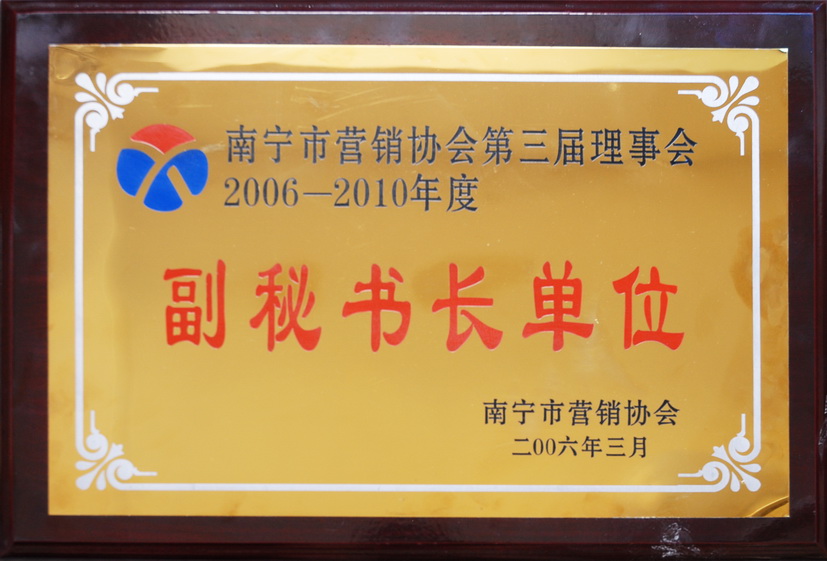 南宁市营销协会第三届理事会
2006—2010年度
副秘书长单位
南宁市营销协会
二00六年三月